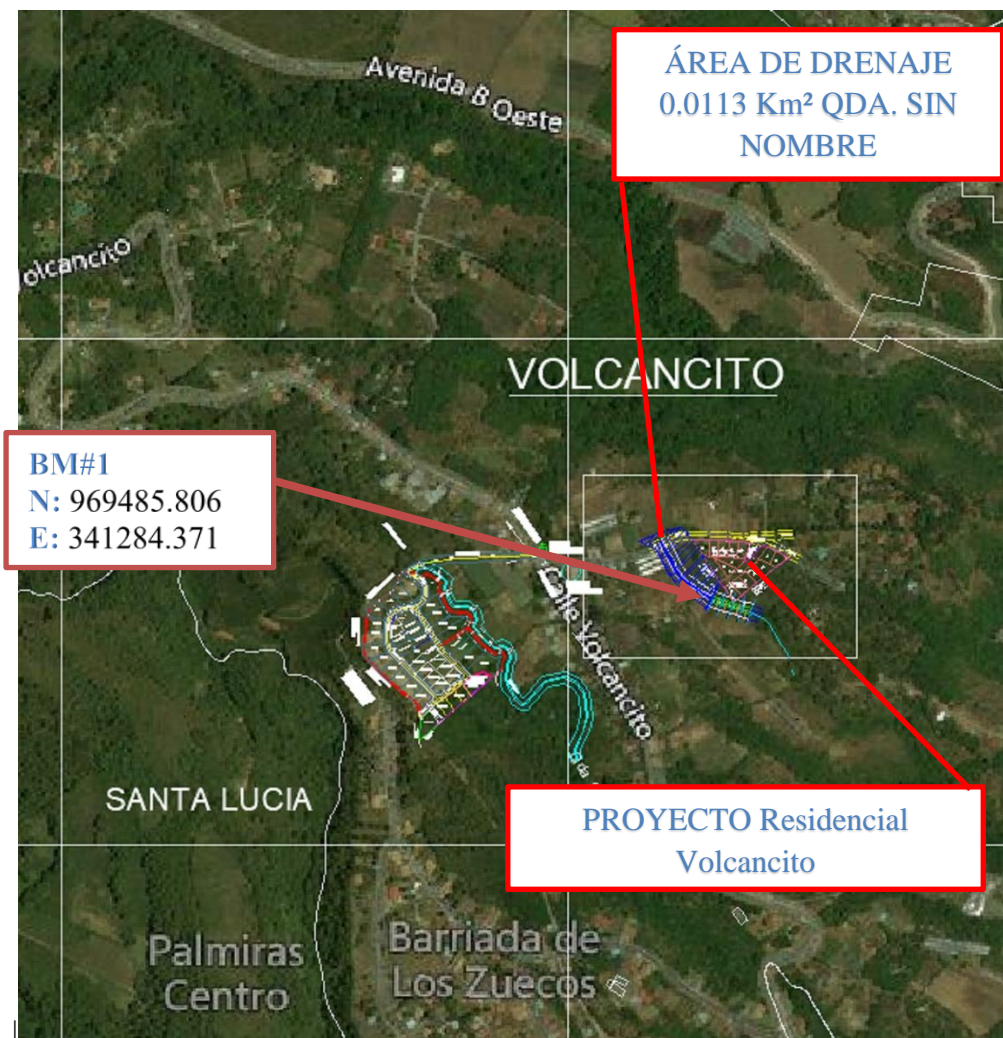 Avenida B Oeste
ÁREA DE DRENAJE
0.0113 Km² QDA. SIN
NOMBRE
olcancito
VOLCANCITO
BM#1
N: 969485.806
E: 341284.371
Calle Volcancito
SANTA LUCIA
PROYECTO Residencial
Volcancito
Palmiras
Centro
Barriada de
Los Zuecos